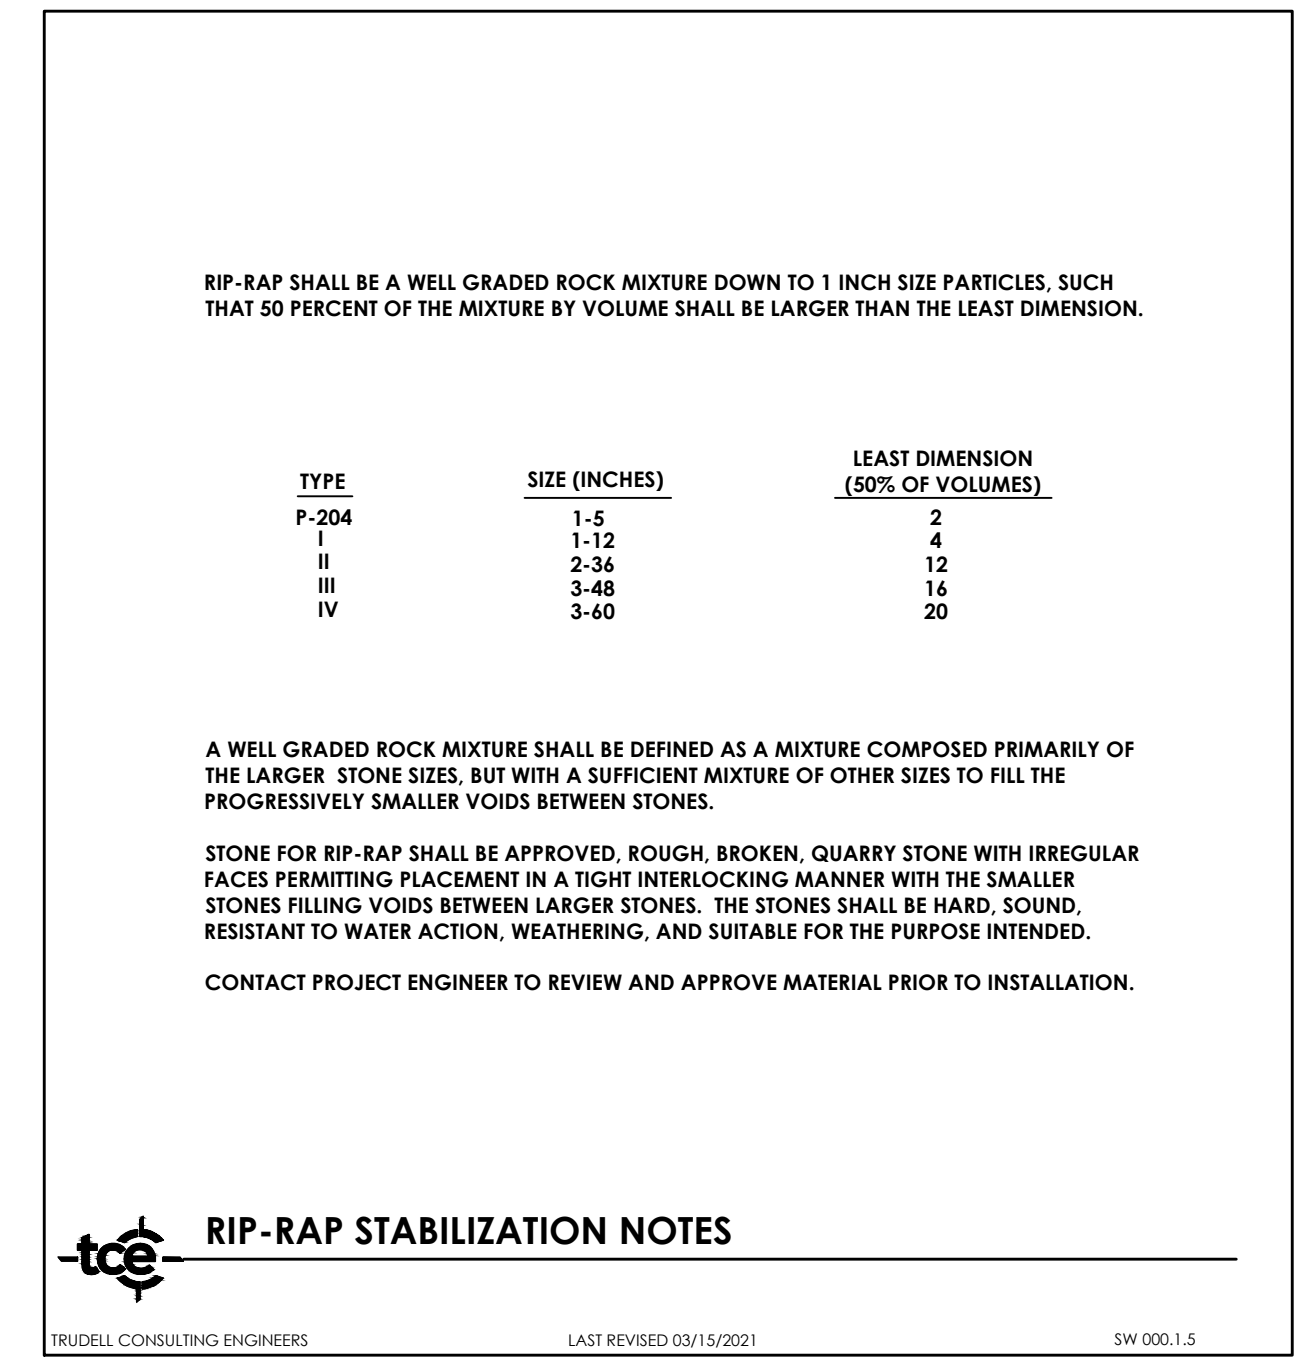 RIP-RAP SHALL BE A WELL GRADED ROCK MIXTURE DOWN TO 1 INCH SIZE PARTICLES, SUCH
THAT 50 PERCENT OF THE MIXTURE BY VOLUME SHALL BE LARGER THAN THE LEAST DIMENSION.
TYPE SIZE (INCHES) LEAST DIMENSION
(50% OF VOLUMES)
P-204 1-5 2
I 1-12 4
II 2-36 12
III 3-48 16
IV 3-60 20
A WELL GRADED ROCK MIXTURE SHALL BE DEFINED AS A MIXTURE COMPOSED PRIMARILY OF
THE LARGER STONE SIZES, BUT WITH A SUFFICIENT MIXTURE OF OTHER SIZES TO FILL THE
PROGRESSIVELY SMALLER VOIDS BETWEEN STONES.
STONE FOR RIP-RAP SHALL BE APPROVED, ROUGH, BROKEN, QUARRY STONE WITH IRREGULAR
FACES PERMITTING PLACEMENT IN A TIGHT INTERLOCKING MANNER WITH THE SMALLER
STONES FILLING VOIDS BETWEEN LARGER STONES. THE STONES SHALL BE HARD, SOUND,
RESISTANT TO WATER ACTION, WEATHERING, AND SUITABLE FOR THE PURPOSE INTENDED.
CONTACT PROJECT ENGINEER TO REVIEW AND APPROVE MATERIAL PRIOR TO INSTALLATION.
tce
RIP-RAP STABILIZATION NOTES
TRUDELL CONSULTING ENGINEERS LAST REVISED 03/15/2021 SW 000.1.5